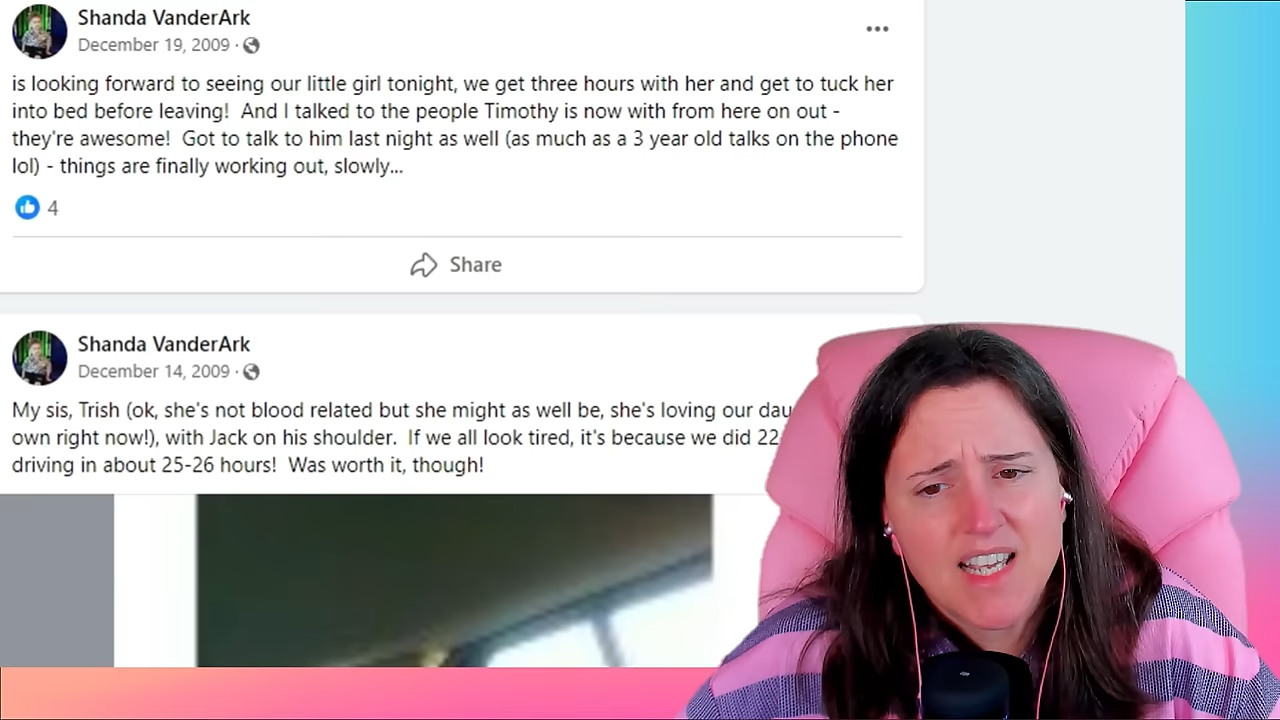 Shanda VanderArk
December 19, 2009 ·
is looking forward to seeing our little girl tonight, we get three hours with her and get to tuck her
into bed before leaving!  And I talked to the people Timothy is now with from here on out -
they're awesome!  Got to talk to him last night as well (as much as a 3 year old talks on the phone
lol) - things are finally working out, slowly...
4
Share
Shanda VanderArk
December 14, 2009 ·
My sis, Trish (ok, she's not blood related but she might as well be, she's loving our
own right now!), with Jack on his shoulder.  If we all look tired, it's because we did 22
driving in about 25-26 hours!  Was worth it, though!